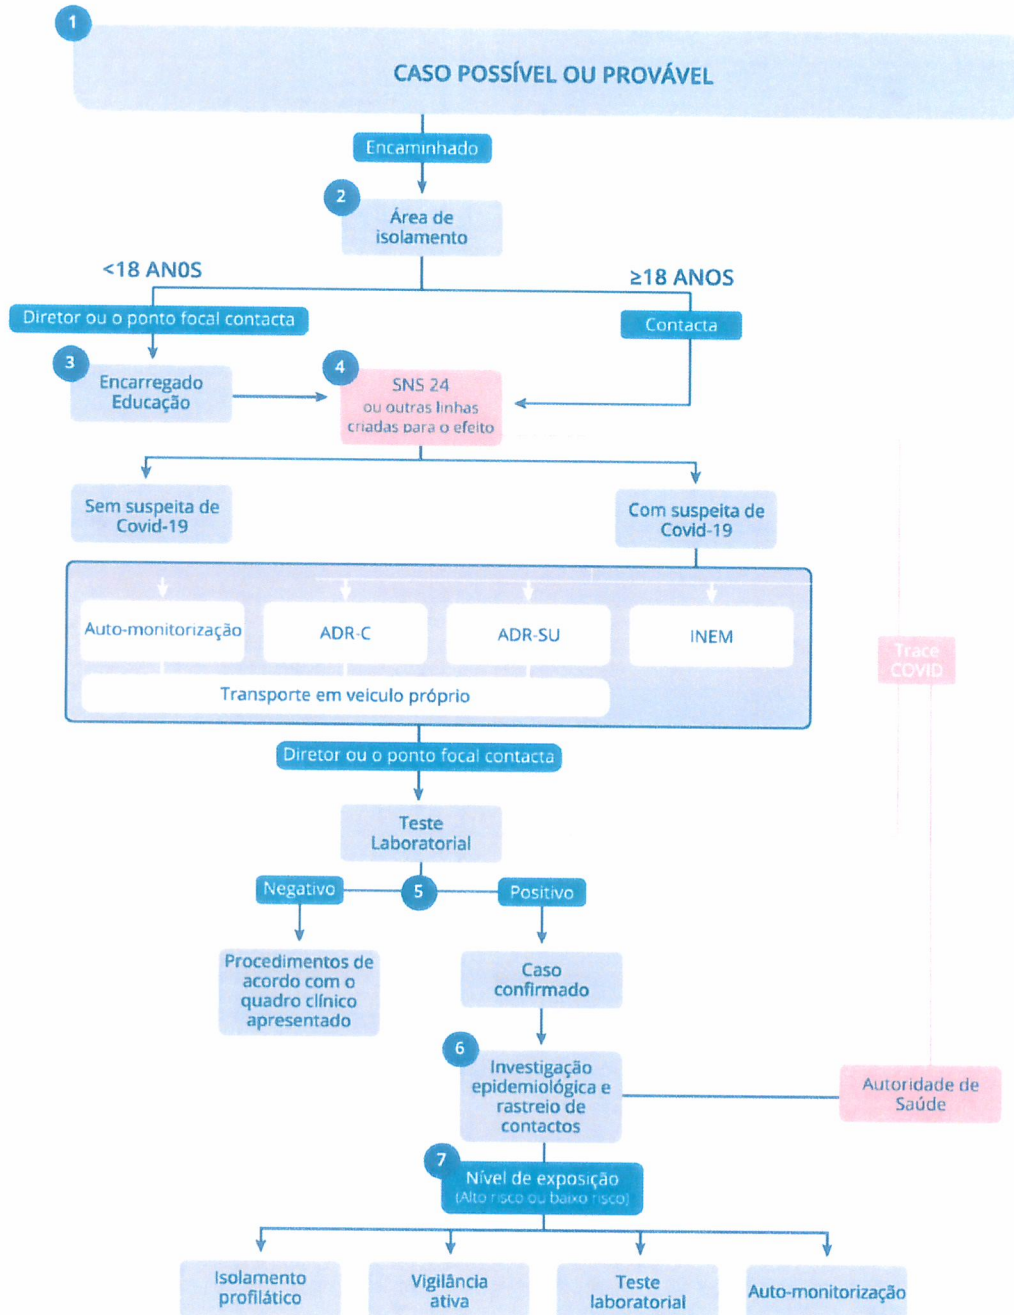 1
CASO POSSÍVEL OU PROVÁVEL
Encaminhado
2
Área de
isolamento
<18 AN0S
≥18 ANOS
Diretor ou o ponto focal contacta
Contacta
3
Encarregado
Educação
4
SNS 24
ou outras linhas
criadas para o efeito
Sem suspeita de
Covid-19
Com suspeita de
Covid-19
Auto-monitorização
ADR-C
ADR-SU
INEM
Trace
COVID
Transporte em veiculo próprio
Diretor ou o ponto focal contacta
Teste
Laboratorial
Negativo
5
Positivo
Procedimentos de
acordo com o
quadro clínico
apresentado
Caso
confirmado
6
Investigação
epidemiológica e
rastreio de
contactos
Autoridade de
Saúde
7
Nível de exposição
(Alto risco ou baixo risco)
Isolamento
profilático
Vigilância
ativa
Teste
laboratorial
Auto-monitorização